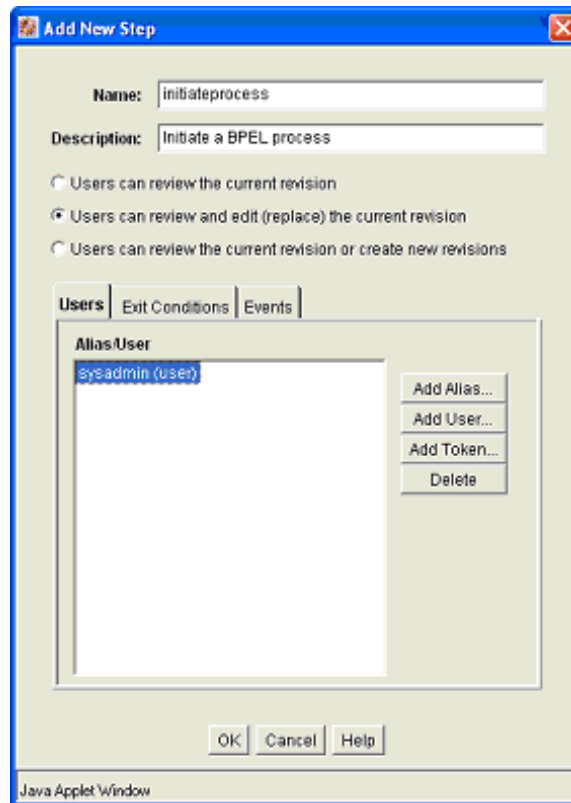 Add New Step
Name: initiateprocess
Description: Initiate a BPEL process
Users can review the current revision
Users can review and edit (replace) the current revision
Users can review the current revision or create new revisions
Users Exit Conditions Events
Alias/User
sysadmin (user)
Add Alias...
Add User...
Add Token...
Delete
OK Cancel Help
Java Applet Window